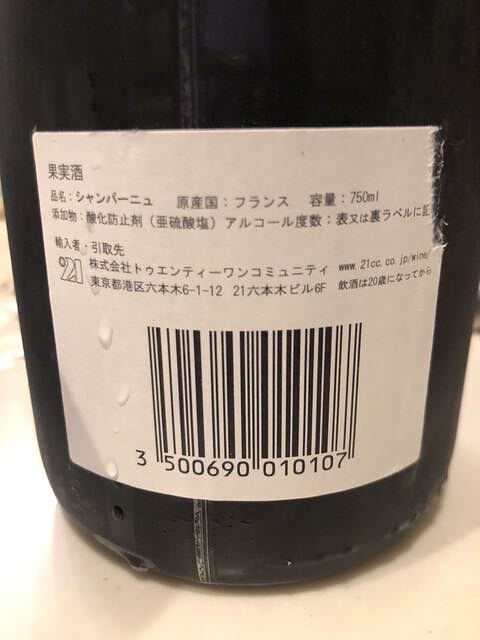 果実酒
品名：シャンパーニュ 原産国：フランス 容量：750ml
添加物：酸化防止剤（亜硫酸塩）アルコール度数：表又は裏ラベルに記
輸入者・引取先
21 株式会社トゥエンティーワンコミュニティ www.21cc.co.jp/wine/
東京都港区六本木6-1-12 21六本木ビル6F 飲酒は20歳になってから
3 500690 010107